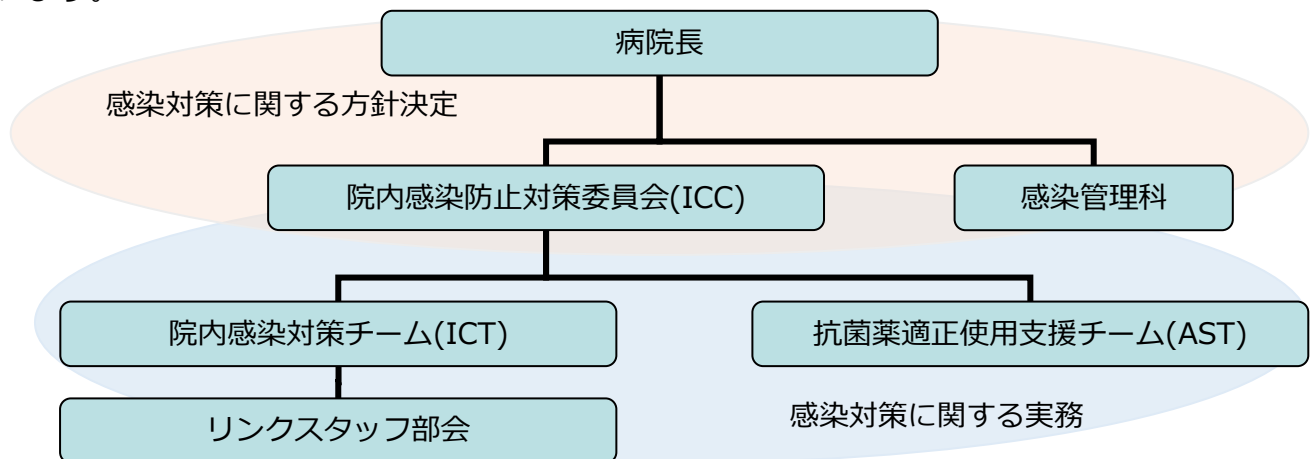 ます。
病院長
感染対策に関する方針決定
院内感染防止対策委員会(ICC)
感染管理科
院内感染対策チーム(ICT)
抗菌薬適正使用支援チーム(AST)
リンクスタッフ部会
感染対策に関する実務